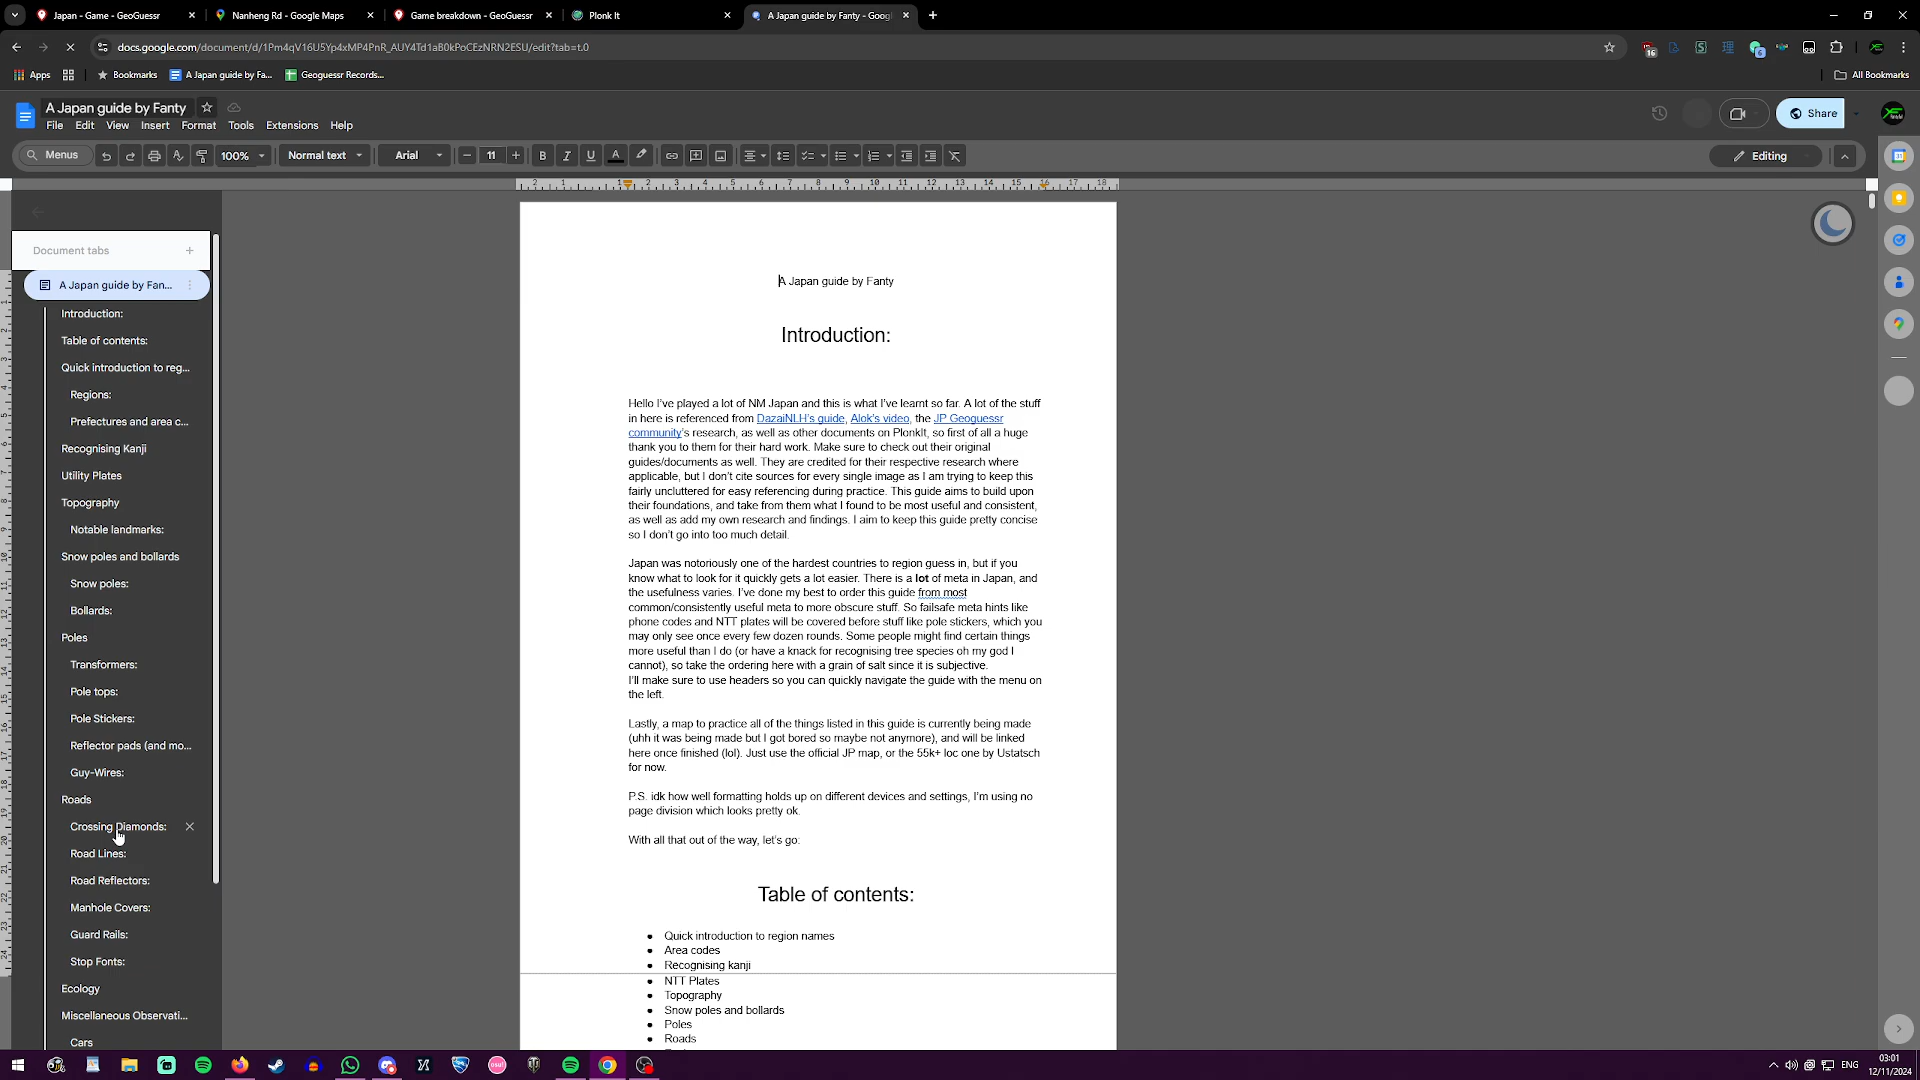 Japan - Game - GeoGuessr
Nanheng Rd - Google Maps
Game breakdown - GeoGuessr
Plonk It
A Japan guide by Fanty - Goog
docs.google.com/document/d/1Pm4qV16U5Yp4xMP4PnR_AUY4Td1aB0kPoCEzNRN2ESU/edit?tab=t.0
16
6
Apps
Bookmarks
A Japan guide by Fa...
Geoguessr Records...
All Bookmarks
A Japan guide by Fanty
File Edit View Insert Format Tools Extensions Help
Share
Menus
100%
Normal text
Arial
11
Editing
2 1 1 2 3 4 5 6 7 8 9 10 11 12 13 14 15 16 17 18
Document tabs
A Japan guide by Fan...
Introduction:
Table of contents:
Quick introduction to reg...
Regions:
Prefectures and area c...
Recognising Kanji
Utility Plates
Topography
Notable landmarks:
Snow poles and bollards
Snow poles:
Bollards:
Poles
Transformers:
Pole tops:
Pole Stickers:
Reflector pads (and mo...
Guy-Wires:
Roads
Crossing Diamonds:
Road Lines:
Road Reflectors:
Manhole Covers:
Guard Rails:
Stop Fonts:
Ecology
Miscellaneous Observati...
Cars
A Japan guide by Fanty
Introduction:
Hello I've played a lot of NM Japan and this is what I've learnt so far. A lot of the stuff
in here is referenced from DazaiNLH's guide, Alok's video, the JP Geoguessr
community's research, as well as other documents on PlonkIt, so first of all a huge
thank you to them for their hard work. Make sure to check out their original
guides/documents as well. They are credited for their respective research where
applicable, but I don't cite sources for every single image as I am trying to keep this
fairly uncluttered for easy referencing during practice. This guide aims to build upon
their foundations, and take from them what I found to be most useful and consistent,
as well as add my own research and findings. I aim to keep this guide pretty concise
so I don't go into too much detail.
Japan was notoriously one of the hardest countries to region guess in, but if you
know what to look for it quickly gets a lot easier. There is a lot of meta in Japan, and
the usefulness varies. I've done my best to order this guide from most
common/consistently useful meta to more obscure stuff. So failsafe meta hints like
phone codes and NTT plates will be covered before stuff like pole stickers, which you
may only see once every few dozen rounds. Some people might find certain things
more useful than I do (or have a knack for recognising tree species oh my god I
cannot), so take the ordering here with a grain of salt since it is subjective.
I'll make sure to use headers so you can quickly navigate the guide with the menu on
the left.
Lastly, a map to practice all of the things listed in this guide is currently being made
(uhh it was being made but I got bored so maybe not anymore), and will be linked
here once finished (lol). Just use the official JP map, or the 55k+ loc one by Ustatsch
for now.
P.S. idk how well formatting holds up on different devices and settings, I'm using no
page division which looks pretty ok.
With all that out of the way, let's go:
Table of contents:
Quick introduction to region names
Area codes
Recognising kanji
NTT Plates
Topography
Snow poles and bollards
Poles
Roads
ENG
03:01
12/11/2024